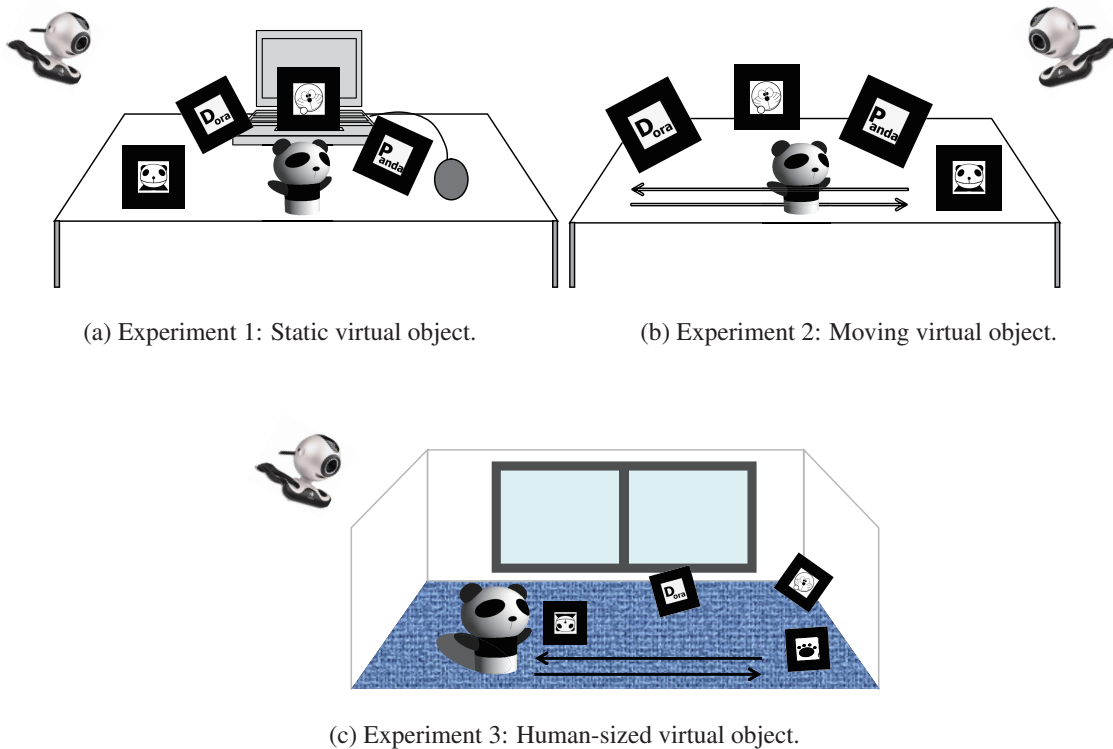 Dora
Panda
(a) Experiment 1: Static virtual object.
Dora
Panda
(b) Experiment 2: Moving virtual object.
Dora
(c) Experiment 3: Human-sized virtual object.